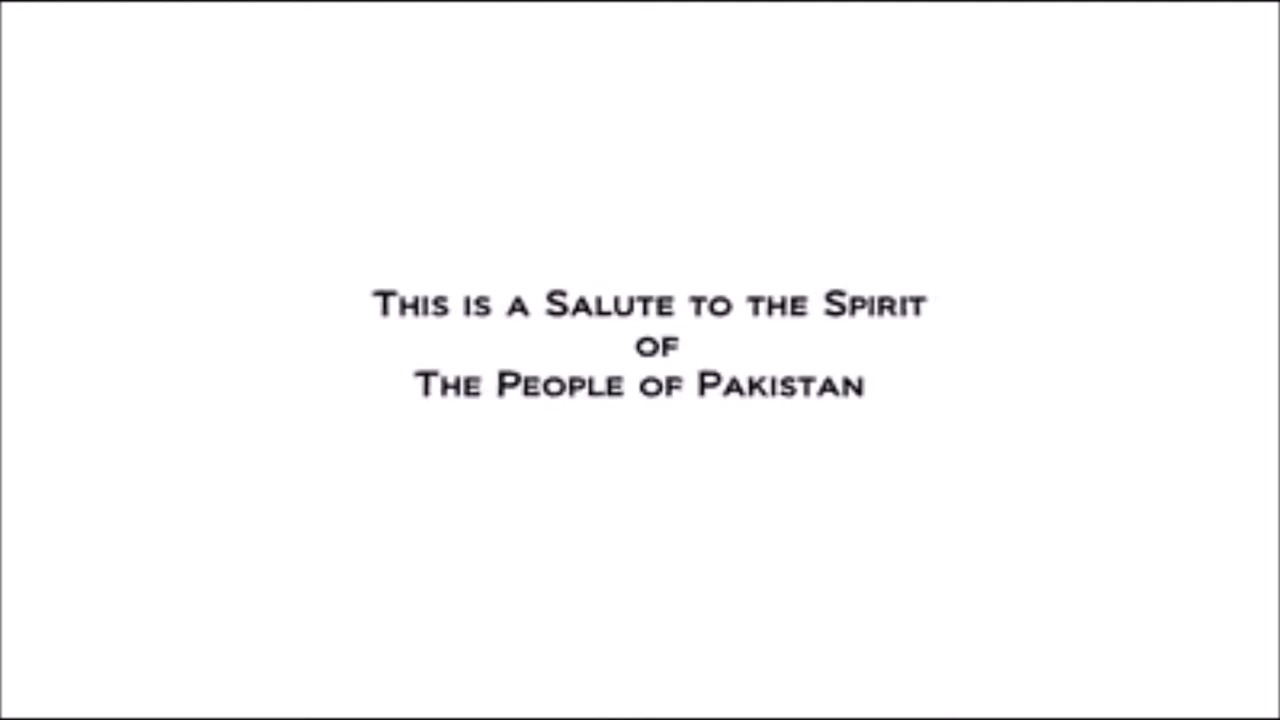 This is a Salute to the Spirit
of
The People of Pakistan